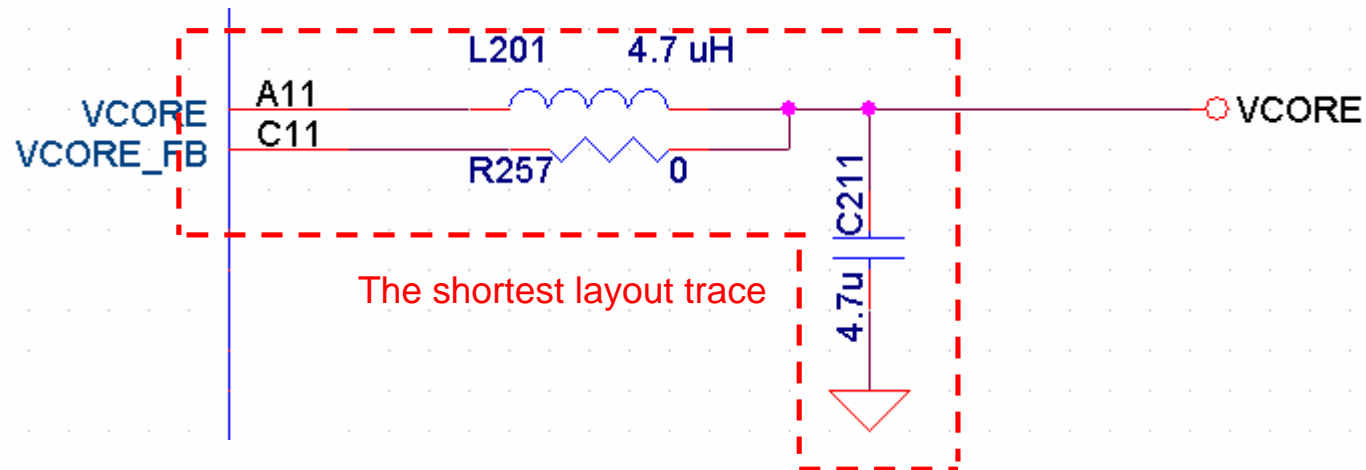 L201 4.7 uH
VCORE A11 VCORE
VCORE_FB C11
R257 0
C211
4.7u
The shortest layout trace